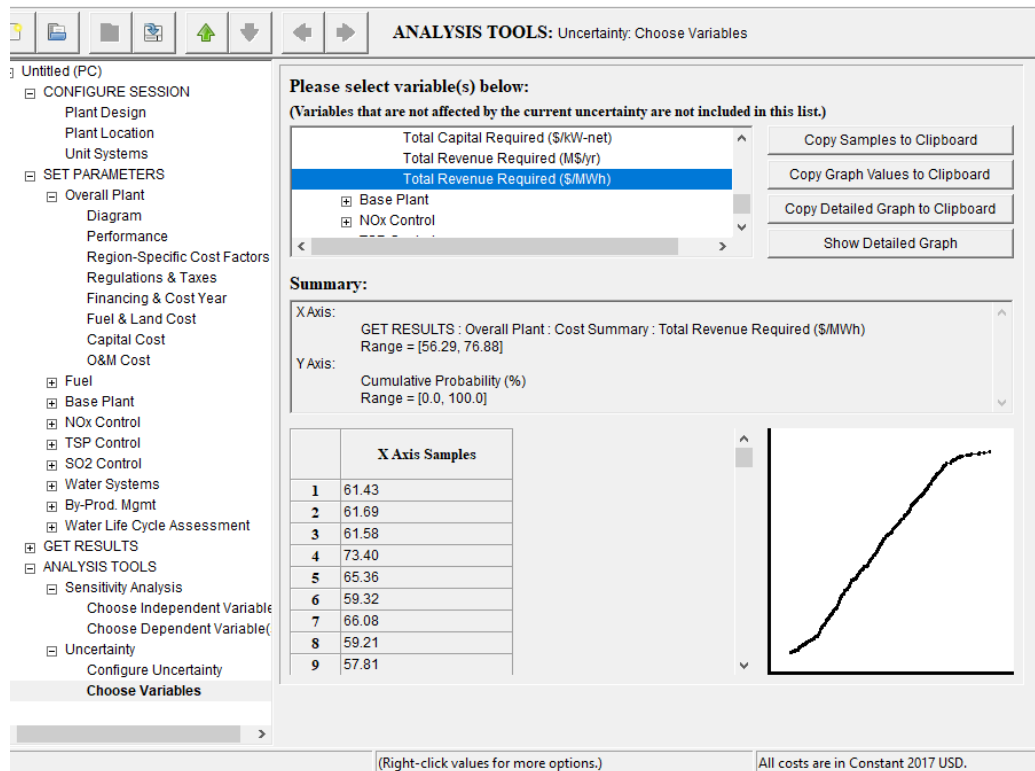 ANALYSIS TOOLS: Uncertainty: Choose Variables
Untitled (PC)
CONFIGURE SESSION
Plant Design
Plant Location
Unit Systems
SET PARAMETERS
Overall Plant
Diagram
Performance
Region-Specific Cost Factors
Regulations & Taxes
Financing & Cost Year
Fuel & Land Cost
Capital Cost
O&M Cost
Fuel
Base Plant
NOx Control
TSP Control
SO2 Control
Water Systems
By-Prod. Mgmt
Water Life Cycle Assessment
GET RESULTS
ANALYSIS TOOLS
Sensitivity Analysis
Choose Independent Variable
Choose Dependent Variable(
Uncertainty
Configure Uncertainty
Choose Variables
Please select variable(s) below:
(Variables that are not affected by the current uncertainty are not included in this list.)
Total Capital Required ($/kW-net)
Total Revenue Required (M$/yr)
Total Revenue Required ($/MWh)
Base Plant
NOx Control
Copy Samples to Clipboard
Copy Graph Values to Clipboard
Copy Detailed Graph to Clipboard
Show Detailed Graph
Summary:
X Axis:
GET RESULTS : Overall Plant : Cost Summary : Total Revenue Required ($/MWh)
Range = [56.29, 76.88]
Y Axis:
Cumulative Probability (%)
Range = [0.0, 100.0]
X Axis Samples
1 61.43
2 61.69
3 61.58
4 73.40
5 65.36
6 59.32
7 66.08
8 59.21
9 57.81
(Right-click values for more options.)
All costs are in Constant 2017 USD.